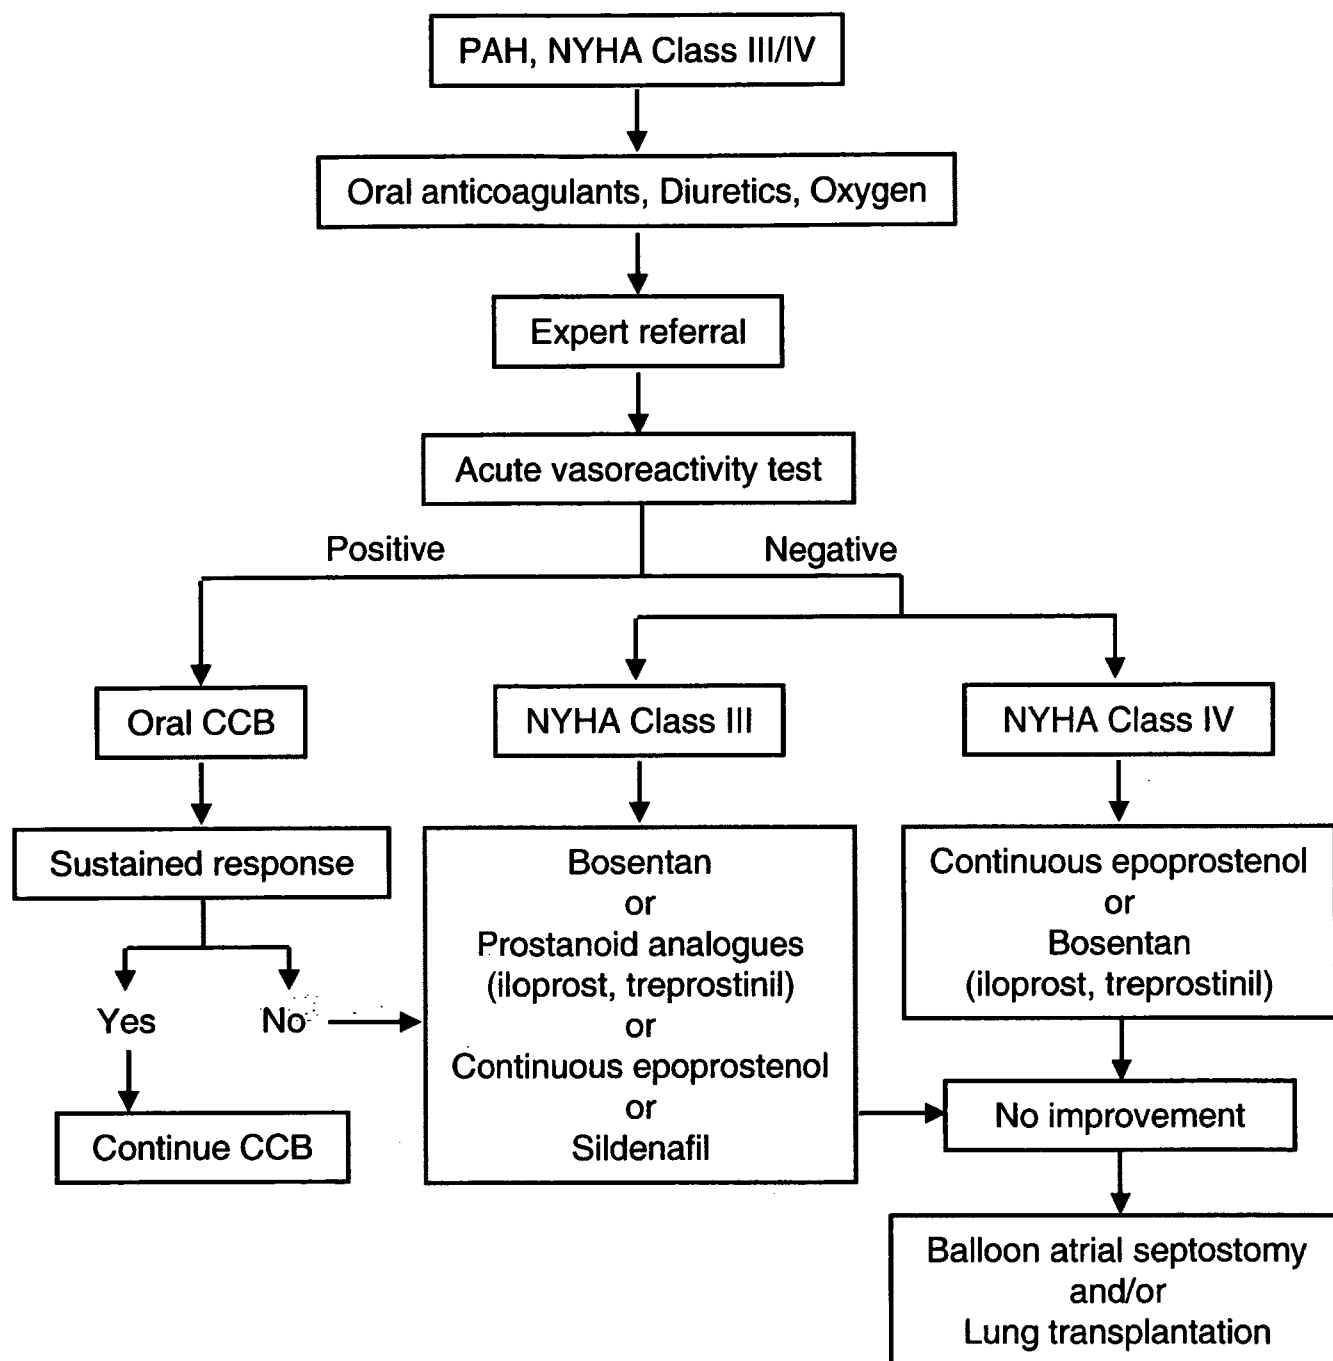 PAH, NYHA Class III/IV
Oral anticoagulants, Diuretics, Oxygen
Expert referral
Acute vasoreactivity test
Positive
Negative
Oral CCB
NYHA Class III
NYHA Class IV
Sustained response
Yes
No
Continue CCB
Bosentan
or
Prostanoid analogues
(iloprost, treprostinil)
or
Continuous epoprostenol
or
Sildenafil
Continuous epoprostenol
or
Bosentan
(iloprost, treprostinil)
No improvement
Balloon atrial septostomy
and/or
Lung transplantation